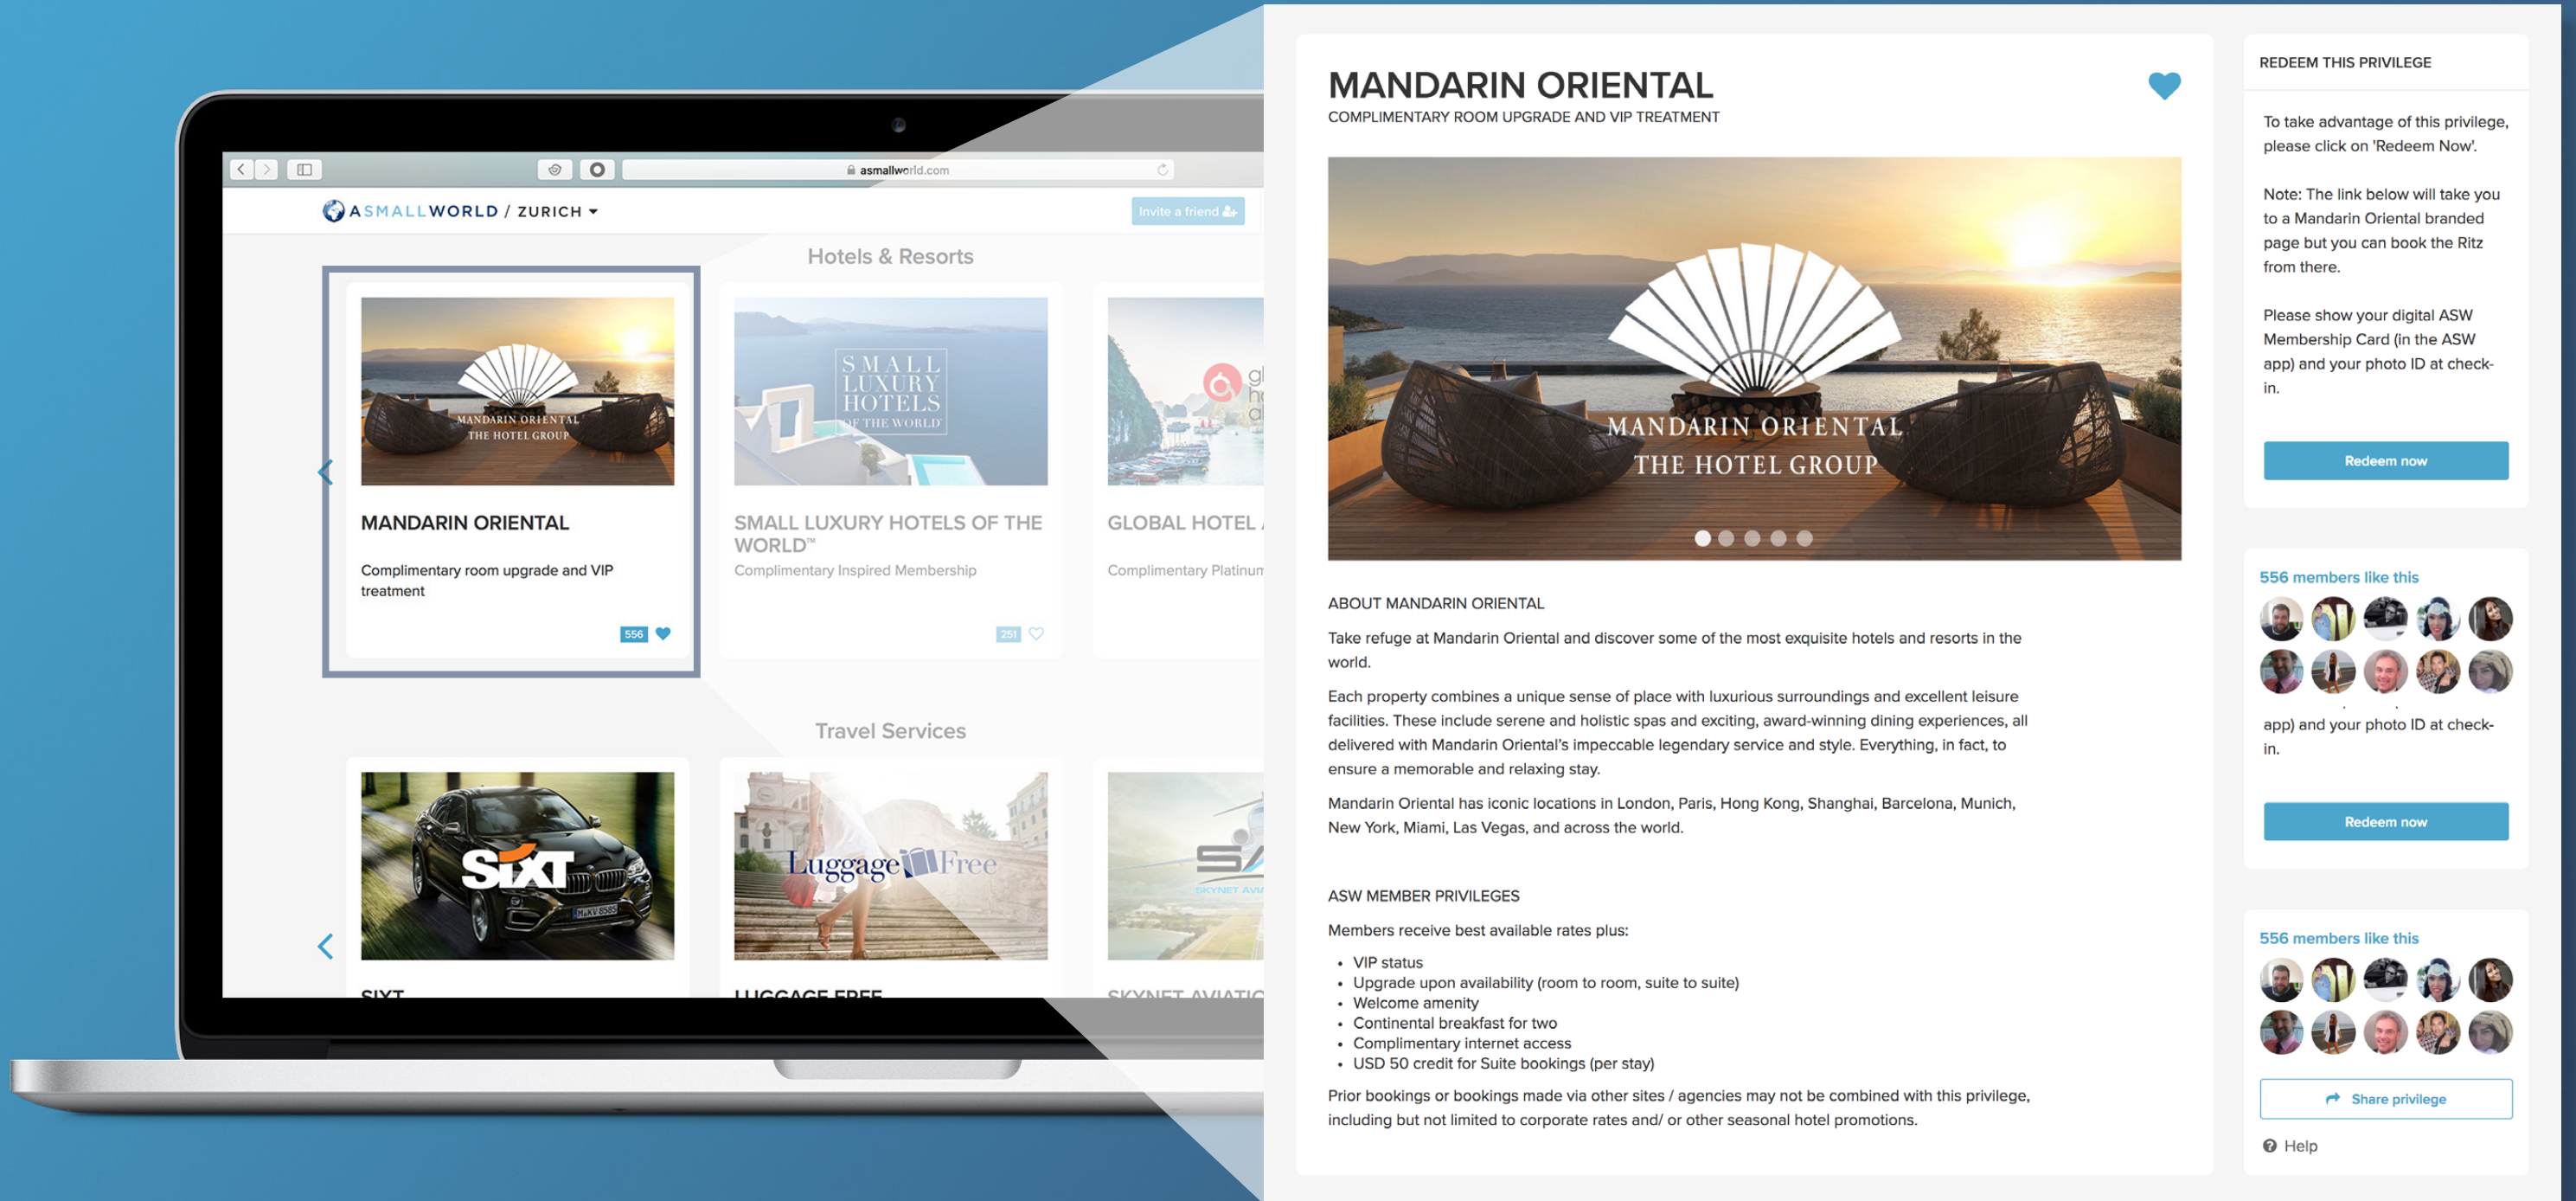 asmallworld.com
ASMALLWORLD / ZURICH
Invite a friend
Hotels & Resorts
MANDARIN ORIENTAL
THE HOTEL GROUP
MANDARIN ORIENTAL
Complimentary room upgrade and VIP
treatment
556
SMALL
LUXURY
HOTELS
OF THE WORLD
SMALL LUXURY HOTELS OF THE
WORLD™
Complimentary Inspired Membership
251
GLOBAL HOTEL
Complimentary Platinum
Travel Services
SIXT
M·KV 8585
SIXT
Luggage Free
LUGGAGE FREE
SKYNET
SKYNET AVIATIO
MANDARIN ORIENTAL
COMPLIMENTARY ROOM UPGRADE AND VIP TREATMENT
MANDARIN ORIENTAL
THE HOTEL GROUP
ABOUT MANDARIN ORIENTAL
Take refuge at Mandarin Oriental and discover some of the most exquisite hotels and resorts in the
world.
Each property combines a unique sense of place with luxurious surroundings and excellent leisure
facilities. These include serene and holistic spas and exciting, award-winning dining experiences, all
delivered with Mandarin Oriental's impeccable legendary service and style. Everything, in fact, to
ensure a memorable and relaxing stay.
Mandarin Oriental has iconic locations in London, Paris, Hong Kong, Shanghai, Barcelona, Munich,
New York, Miami, Las Vegas, and across the world.
ASW MEMBER PRIVILEGES
Members receive best available rates plus:
• VIP status
• Upgrade upon availability (room to room, suite to suite)
• Welcome amenity
• Continental breakfast for two
• Complimentary internet access
• USD 50 credit for Suite bookings (per stay)
Prior bookings or bookings made via other sites / agencies may not be combined with this privilege,
including but not limited to corporate rates and/ or other seasonal hotel promotions.
REDEEM THIS PRIVILEGE
To take advantage of this privilege,
please click on 'Redeem Now'.
Note: The link below will take you
to a Mandarin Oriental branded
page but you can book the Ritz
from there.
Please show your digital ASW
Membership Card (in the ASW
app) and your photo ID at check-
in.
Redeem now
556 members like this
app) and your photo ID at check-
in.
Redeem now
556 members like this
Share privilege
Help